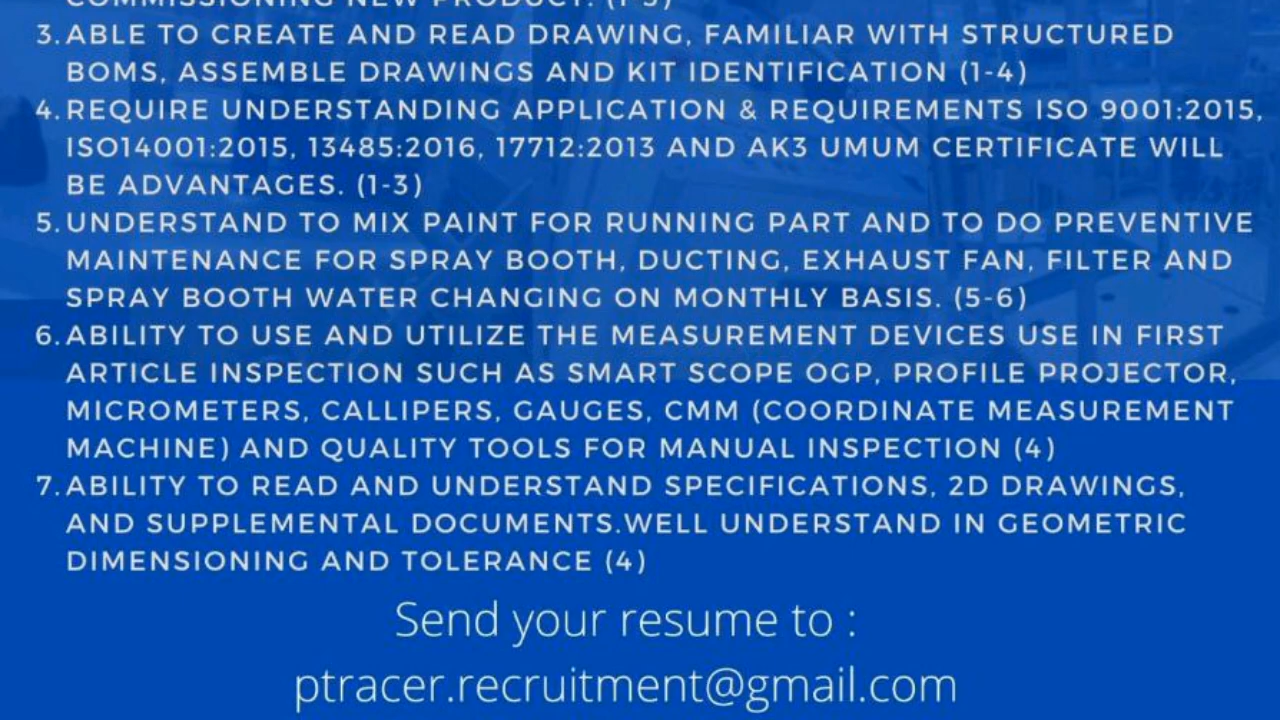 COMMISSIONING NEW PRODUCT. (1-5)
3. ABLE TO CREATE AND READ DRAWING, FAMILIAR WITH STRUCTURED
BOMS, ASSEMBLE DRAWINGS AND KIT IDENTIFICATION (1-4)
4. REQUIRE UNDERSTANDING APPLICATION & REQUIREMENTS ISO 9001:2015,
ISO14001:2015, 13485:2016, 17712:2013 AND AK3 UMUM CERTIFICATE WILL
BE ADVANTAGES. (1-3)
5. UNDERSTAND TO MIX PAINT FOR RUNNING PART AND TO DO PREVENTIVE
MAINTENANCE FOR SPRAY BOOTH, DUCTING, EXHAUST FAN, FILTER AND
SPRAY BOOTH WATER CHANGING ON MONTHLY BASIS. (5-6)
6. ABILITY TO USE AND UTILIZE THE MEASUREMENT DEVICES USE IN FIRST
ARTICLE INSPECTION SUCH AS SMART SCOPE OGP, PROFILE PROJECTOR,
MICROMETERS, CALLIPERS, GAUGES, CMM (COORDINATE MEASUREMENT
MACHINE) AND QUALITY TOOLS FOR MANUAL INSPECTION (4)
7. ABILITY TO READ AND UNDERSTAND SPECIFICATIONS, 2D DRAWINGS,
AND SUPPLEMENTAL DOCUMENTS.WELL UNDERSTAND IN GEOMETRIC
DIMENSIONING AND TOLERANCE (4)
Send your resume to :
ptracer.recruitment@gmail.com